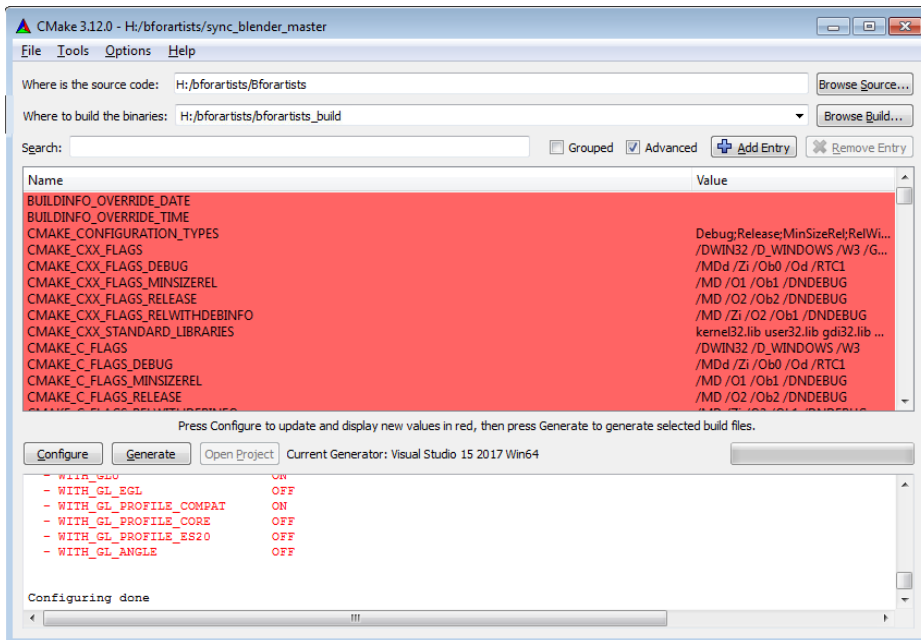 CMake 3.12.0 - H:/bforartists/sync_blender_master
File Tools Options Help
Where is the source code: H:/bforartists/Bforartists Browse Source...
Where to build the binaries: H:/bforartists/bforartists_build Browse Build...
Search: Grouped Advanced Add Entry Remove Entry
Name Value
BUILDINFO_OVERRIDE_DATE
BUILDINFO_OVERRIDE_TIME
CMAKE_CONFIGURATION_TYPES Debug;Release;MinSizeRel;RelWi...
CMAKE_CXX_FLAGS /DWIN32 /D_WINDOWS /W3 /G...
CMAKE_CXX_FLAGS_DEBUG /MDd /Zi /Ob0 /Od /RTC1
CMAKE_CXX_FLAGS_MINSIZEREL /MD /O1 /Ob1 /DNDEBUG
CMAKE_CXX_FLAGS_RELEASE /MD /O2 /Ob2 /DNDEBUG
CMAKE_CXX_FLAGS_RELWITHDEBINFO /MD /Zi /O2 /Ob1 /DNDEBUG
CMAKE_CXX_STANDARD_LIBRARIES kernel32.lib user32.lib gdi32.lib ...
CMAKE_C_FLAGS /DWIN32 /D_WINDOWS /W3
CMAKE_C_FLAGS_DEBUG /MDd /Zi /Ob0 /Od /RTC1
CMAKE_C_FLAGS_MINSIZEREL /MD /O1 /Ob1 /DNDEBUG
CMAKE_C_FLAGS_RELEASE /MD /O2 /Ob2 /DNDEBUG
Press Configure to update and display new values in red, then press Generate to generate selected build files.
Configure Generate Open Project Current Generator: Visual Studio 15 2017 Win64
- WITH_GLU ON
- WITH_GL_EGL OFF
- WITH_GL_PROFILE_COMPAT ON
- WITH_GL_PROFILE_CORE OFF
- WITH_GL_PROFILE_ES20 OFF
- WITH_GL_ANGLE OFF
Configuring done